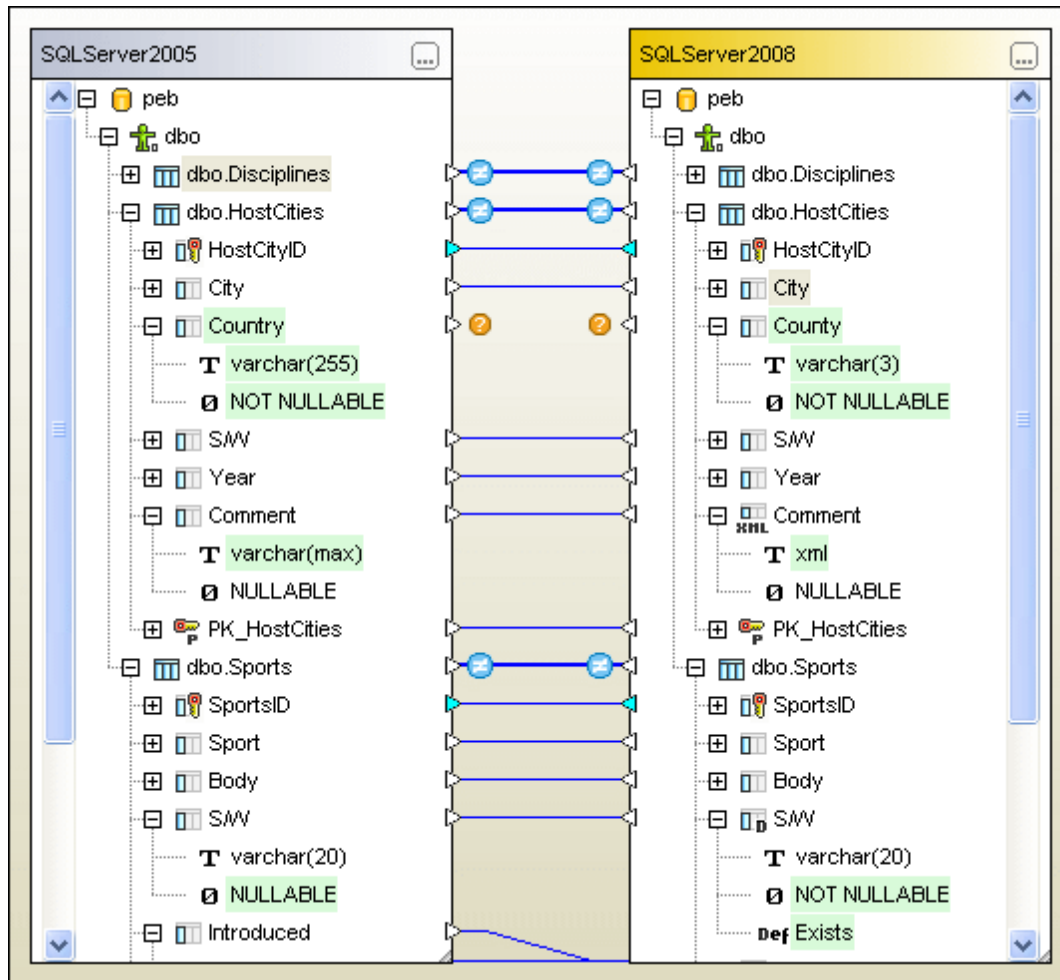 SQLServer2005
...
peb
dbo
dbo.Disciplines
dbo.HostCities
HostCityID
City
Country
T varchar(255)
Ø NOT NULLABLE
S/W
Year
Comment
T varchar(max)
Ø NULLABLE
P PK_HostCities
dbo.Sports
SportsID
Sport
Body
S/W
T varchar(20)
Ø NULLABLE
Introduced
≠ ≠
≠ ≠
? ?
≠ ≠
SQLServer2008
...
peb
dbo
dbo.Disciplines
dbo.HostCities
HostCityID
City
County
T varchar(3)
Ø NOT NULLABLE
S/W
Year
XML Comment
T xml
Ø NULLABLE
P PK_HostCities
dbo.Sports
SportsID
Sport
Body
D S/W
T varchar(20)
Ø NOT NULLABLE
Def Exists